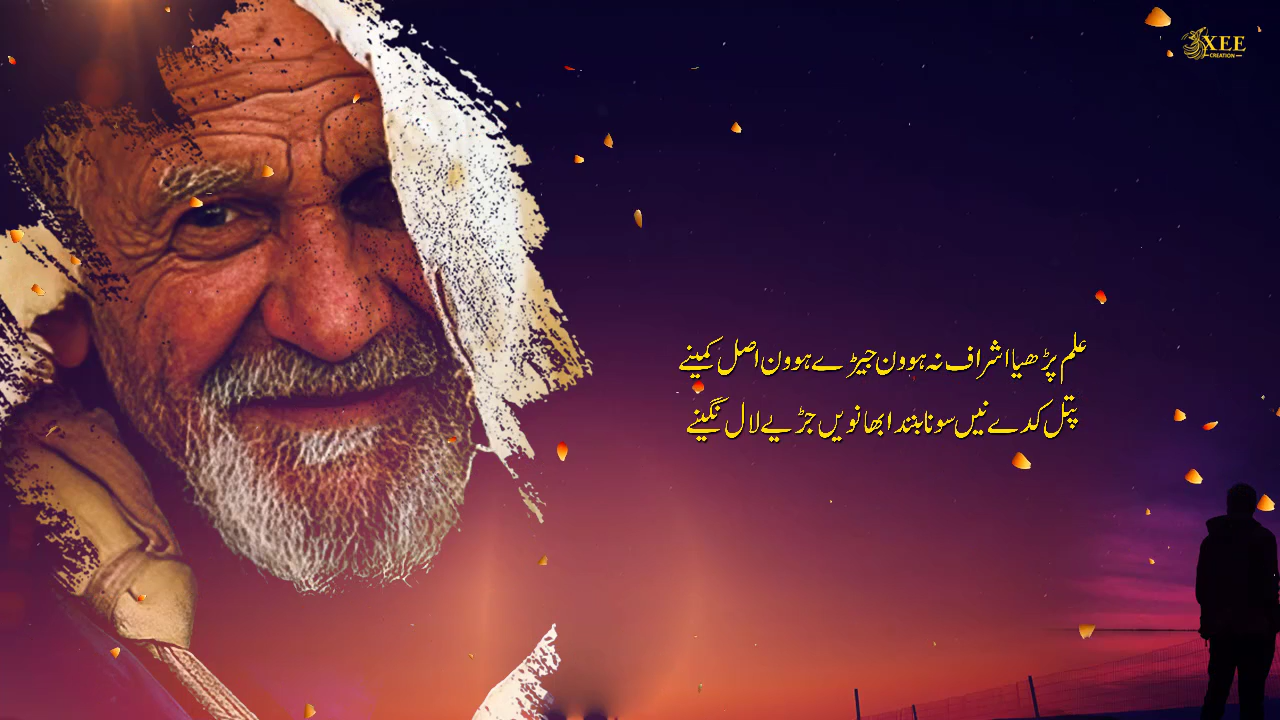 XEE
CREATION
علم پڑھیا اشراف نہ ہوون جیڑے ہوون اصل کمینے
پتل کدے نیں سونا بندا بھانویں جڑیے لال نگینے